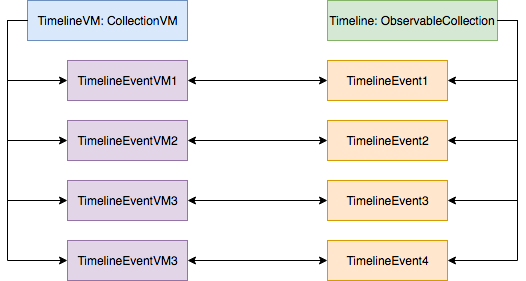 TimelineVM: CollectionVM
Timeline: ObservableCollection
TimelineEventVM1
TimelineEvent1
TimelineEventVM2
TimelineEvent2
TimelineEventVM3
TimelineEvent3
TimelineEventVM3
TimelineEvent4